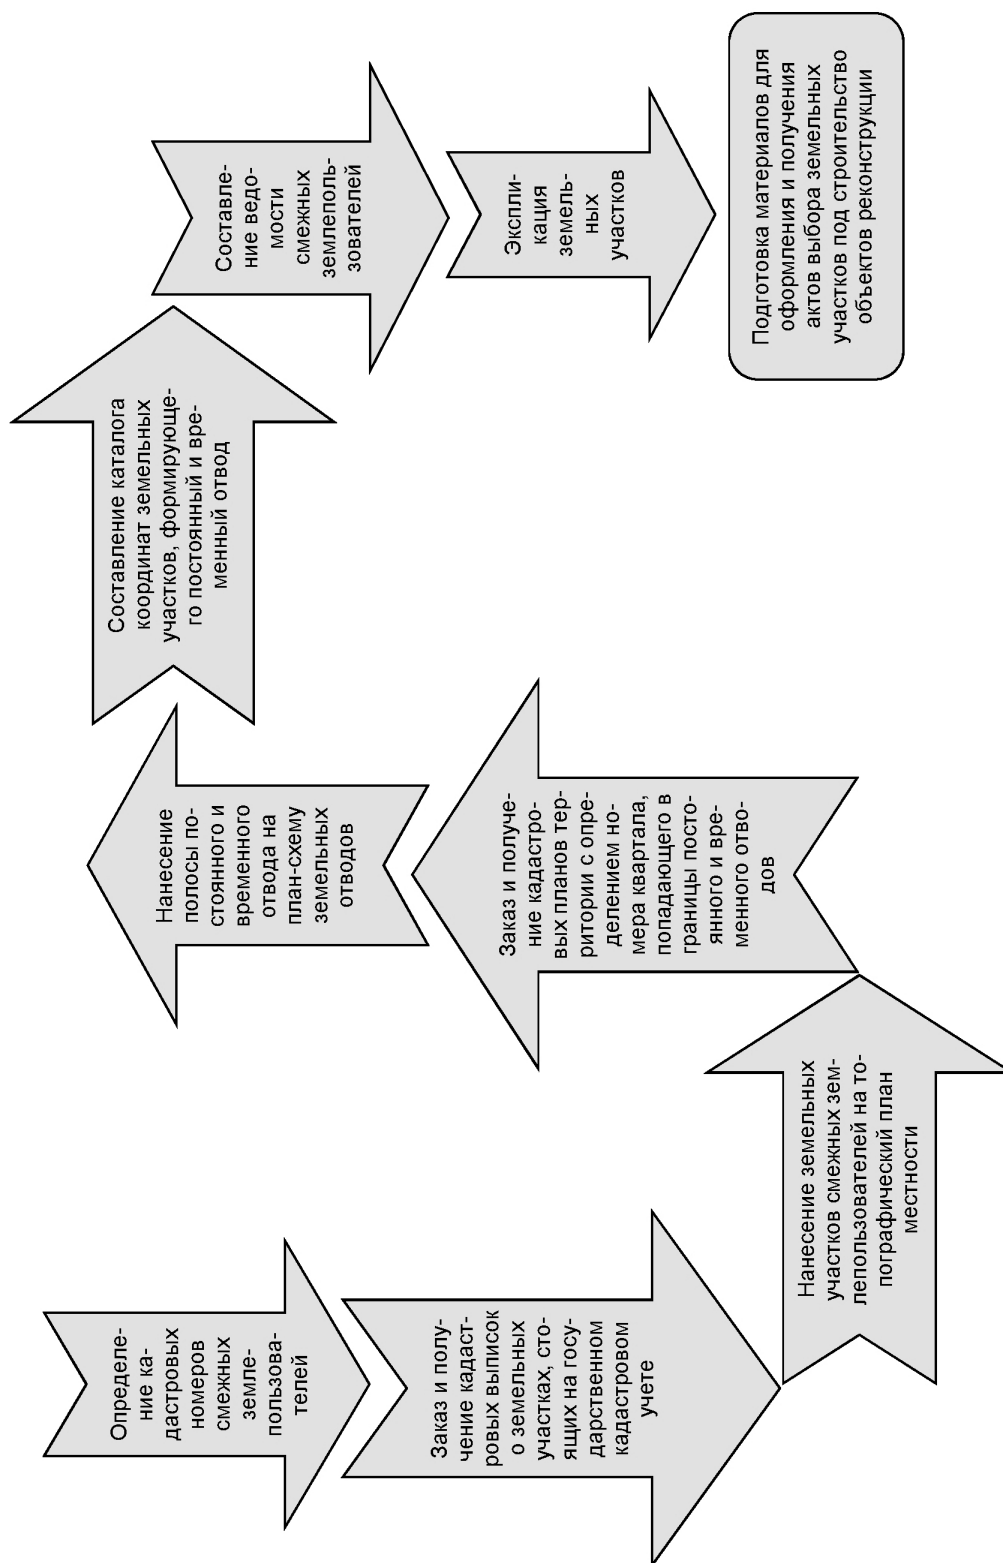 Определе-
ние ка-
дастровых
номеров
смежных
земле-
пользова-
телей
Заказ и полу-
чение кадаст-
ровых выписок
о земельных
участках, сто-
ящих на госу-
дарственном
кадастровом
учете
Нанесение земельных
участков смежных зем-
лепользователей на то-
пографический план
местности
Заказ и получе-
ние кадастро-
вых планов тер-
ритории с опре-
делением но-
мера квартала,
попадающего в
границы посто-
янного и вре-
менного отво-
дов
Нанесение
полосы по-
стоянного и
временного
отвода на
план-схему
земельных
отводов
Составление каталога
координат земельных
участков, формирующе-
го постоянный и вре-
менный отвод
Составле-
ние ведо-
мости
смежных
землеполь-
зователей
Экспли-
кация
земель-
ных
участков
Подготовка материалов для
оформления и получения
актов выбора земельных
участков под строительство
объектов реконструкции